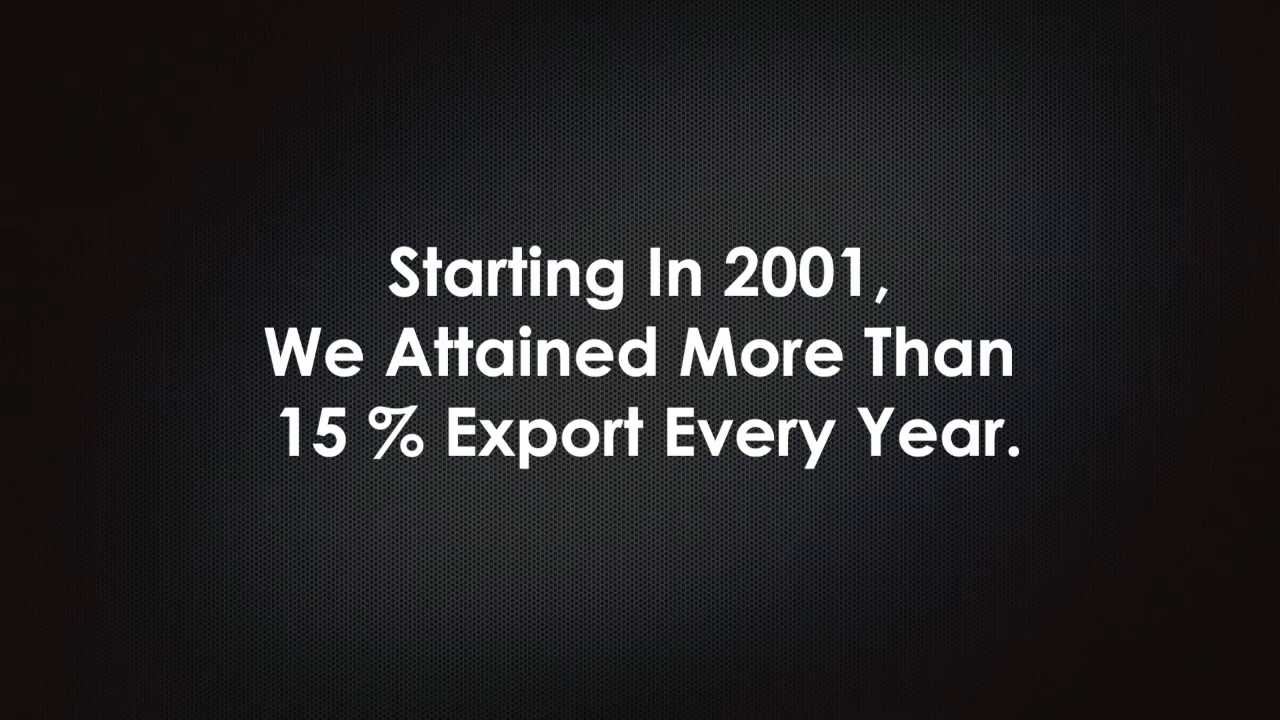 Starting In 2001,
We Attained More Than
15 % Export Every Year.